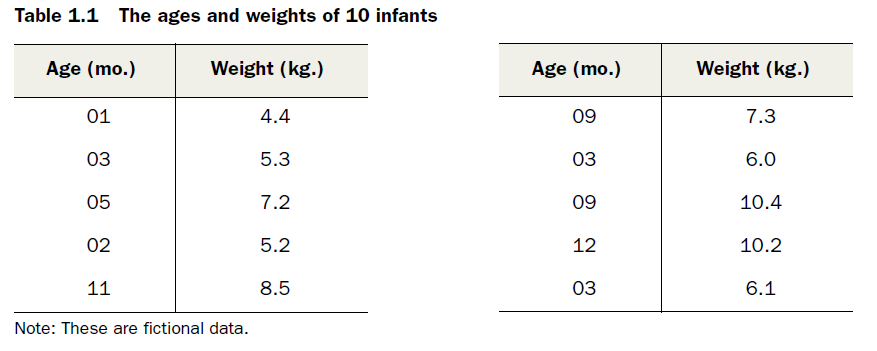 Table 1.1 The ages and weights of 10 infants
Age (mo.) Weight (kg.) Age (mo.) Weight (kg.)
01 4.4 09 7.3
03 5.3 03 6.0
05 7.2 09 10.4
02 5.2 12 10.2
11 8.5 03 6.1
Note: These are fictional data.